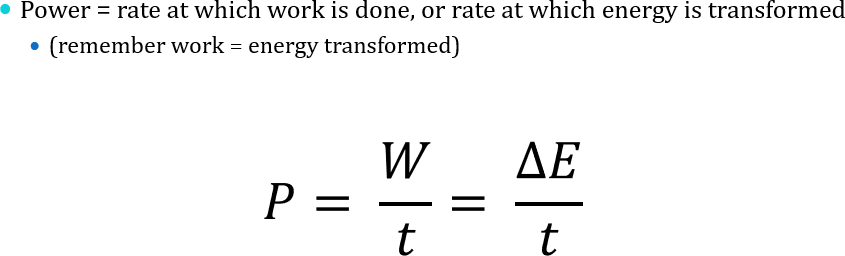 • Power = rate at which work is done, or rate at which energy is transformed
• (remember work = energy transformed)
P = W/t = ΔE/t